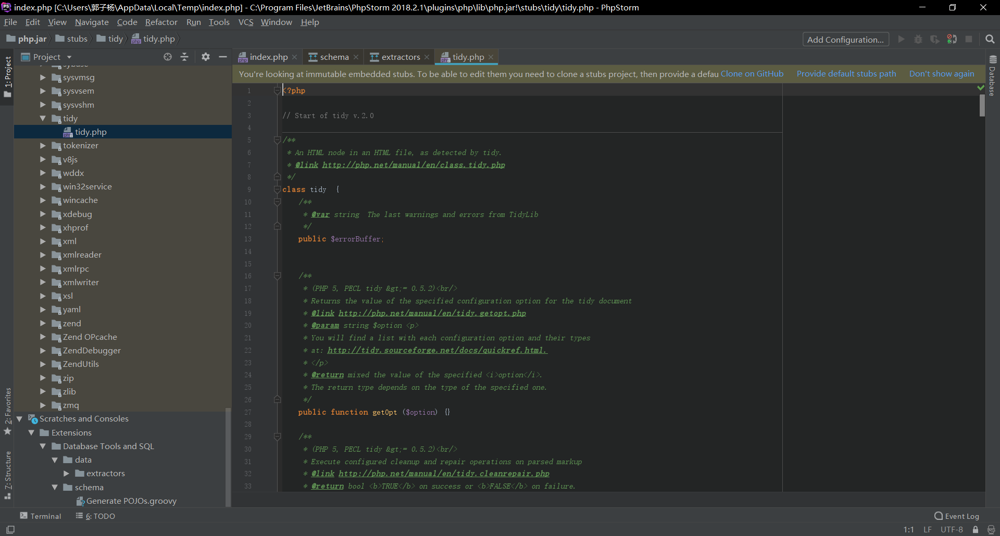 index.php [C:\Users\郭子杨\AppData\Local\Temp\index.php] - C:\Program Files\JetBrains\PhpStorm 2018.2.1\plugins\php\lib\php.jar!\stubs\tidy\tidy.php - PhpStorm
File Edit View Navigate Code Refactor Run Tools VCS Window Help
php.jar stubs tidy tidy.php
Add Configuration...
1: Project
Project
sysvmsg
sysvsem
sysvshm
tidy
tidy.php
tokenizer
v8js
wddx
win32service
wincache
xdebug
xhprof
xml
xmlreader
xmlrpc
xmlwriter
xsl
yaml
zend
Zend OPcache
ZendDebugger
ZendUtils
zip
zlib
zmq
Scratches and Consoles
Extensions
Database Tools and SQL
data
extractors
schema
Generate POJOs.groovy
2: Favorites
7: Structure
index.php schema extractors tidy.php
You're looking at immutable embedded stubs. To be able to edit them you need to clone a stubs project, then provide a defau Clone on GitHub Provide default stubs path Don't show again
1 <?php
2
3 // Start of tidy v.2.0
4
5 /**
6 * An HTML node in an HTML file, as detected by tidy.
7 * @link http://php.net/manual/en/class.tidy.php
8 */
9 class tidy  {
10 /**
11 * @var string  The last warnings and errors from TidyLib
12 */
13 public $errorBuffer;
14
15
16 /**
17 * (PHP 5, PECL tidy &gt;= 0.5.2)<br/>
18 * Returns the value of the specified configuration option for the tidy document
19 * @link http://php.net/manual/en/tidy.getopt.php
20 * @param string $option <p>
21 * You will find a list with each configuration option and their types
22 * at: http://tidy.sourceforge.net/docs/quickref.html.
23 * </p>
24 * @return mixed the value of the specified <i>option</i>.
25 * The return type depends on the type of the specified one.
26 */
27 public function getOpt ($option) {}
28
29 /**
30 * (PHP 5, PECL tidy &gt;= 0.5.2)<br/>
31 * Execute configured cleanup and repair operations on parsed markup
32 * @link http://php.net/manual/en/tidy.cleanrepair.php
33 * @return bool <b>TRUE</b> on success or <b>FALSE</b> on failure.
Database
Terminal 6: TODO
Event Log
1:1 LF UTF-8